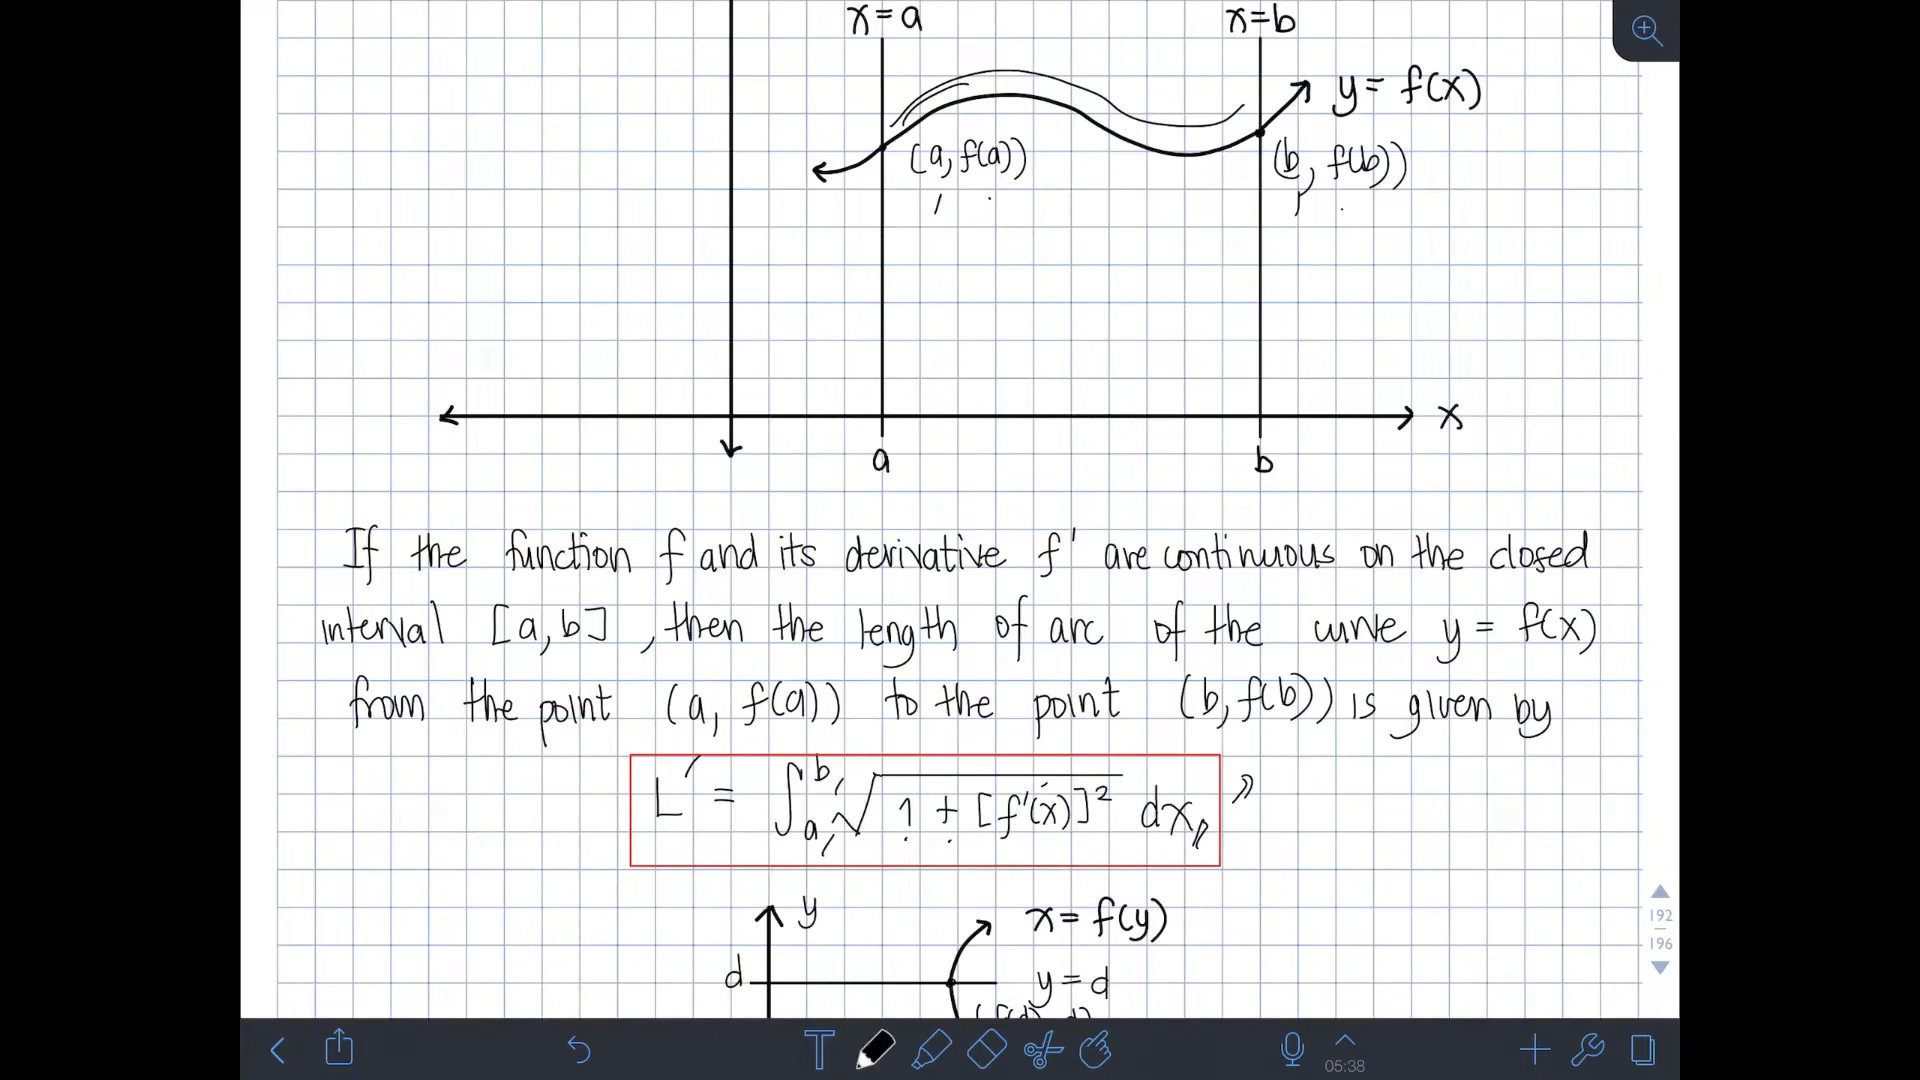 x=a x=b
y= f(x)
(a, f(a)) (b, f(b))
x
a b
If the function f and its derivative f' are continuous on the closed
interval [a,b] , then the length of arc of the curve y = f(x)
from the point (a, f(a)) to the point (b, f(b)) is given by
L = ∫ₐᵇ √(1 + [f'(x)]²) dx
y x= f(y)
d y = d
(f(d), d)
192
196
T
05:38